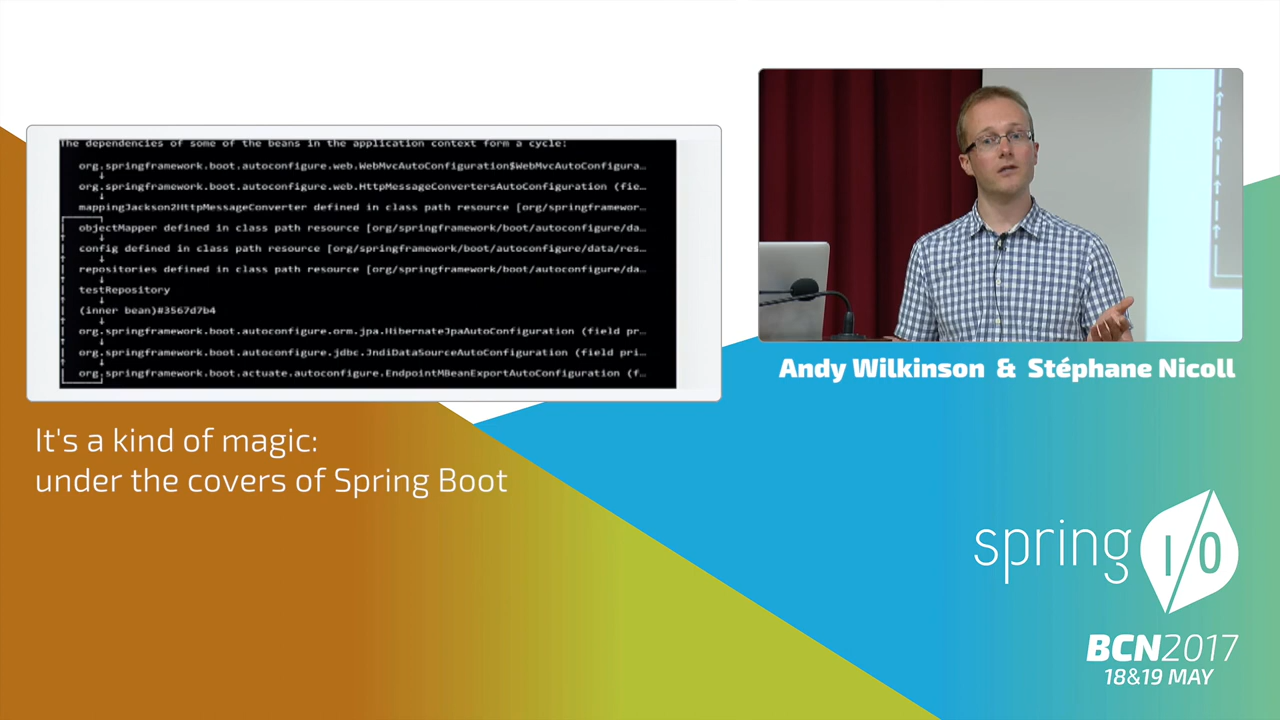 The dependencies of some of the beans in the application context form a cycle:
org.springframework.boot.autoconfigure.web.WebMvcAutoConfiguration$WebMvcAutoConfigura…
org.springframework.boot.autoconfigure.web.HttpMessageConvertersAutoConfiguration (fie…
mappingJackson2HttpMessageConverter defined in class path resource [org/springframewor…
objectMapper defined in class path resource [org/springframework/boot/autoconfigure/da…
config defined in class path resource [org/springframework/boot/autoconfigure/data/res…
repositories defined in class path resource [org/springframework/boot/autoconfigure/da…
testRepository
(inner bean)#3567d7b4
org.springframework.boot.autoconfigure.orm.jpa.HibernateJpaAutoConfiguration (field pr…
org.springframework.boot.autoconfigure.jdbc.JndiDataSourceAutoConfiguration (field pri…
org.springframework.boot.actuate.autoconfigure.EndpointMBeanExportAutoConfiguration (f…
Andy Wilkinson & Stéphane Nicoll
It's a kind of magic:
under the covers of Spring Boot
spring I/O
BCN2017
18&19 MAY